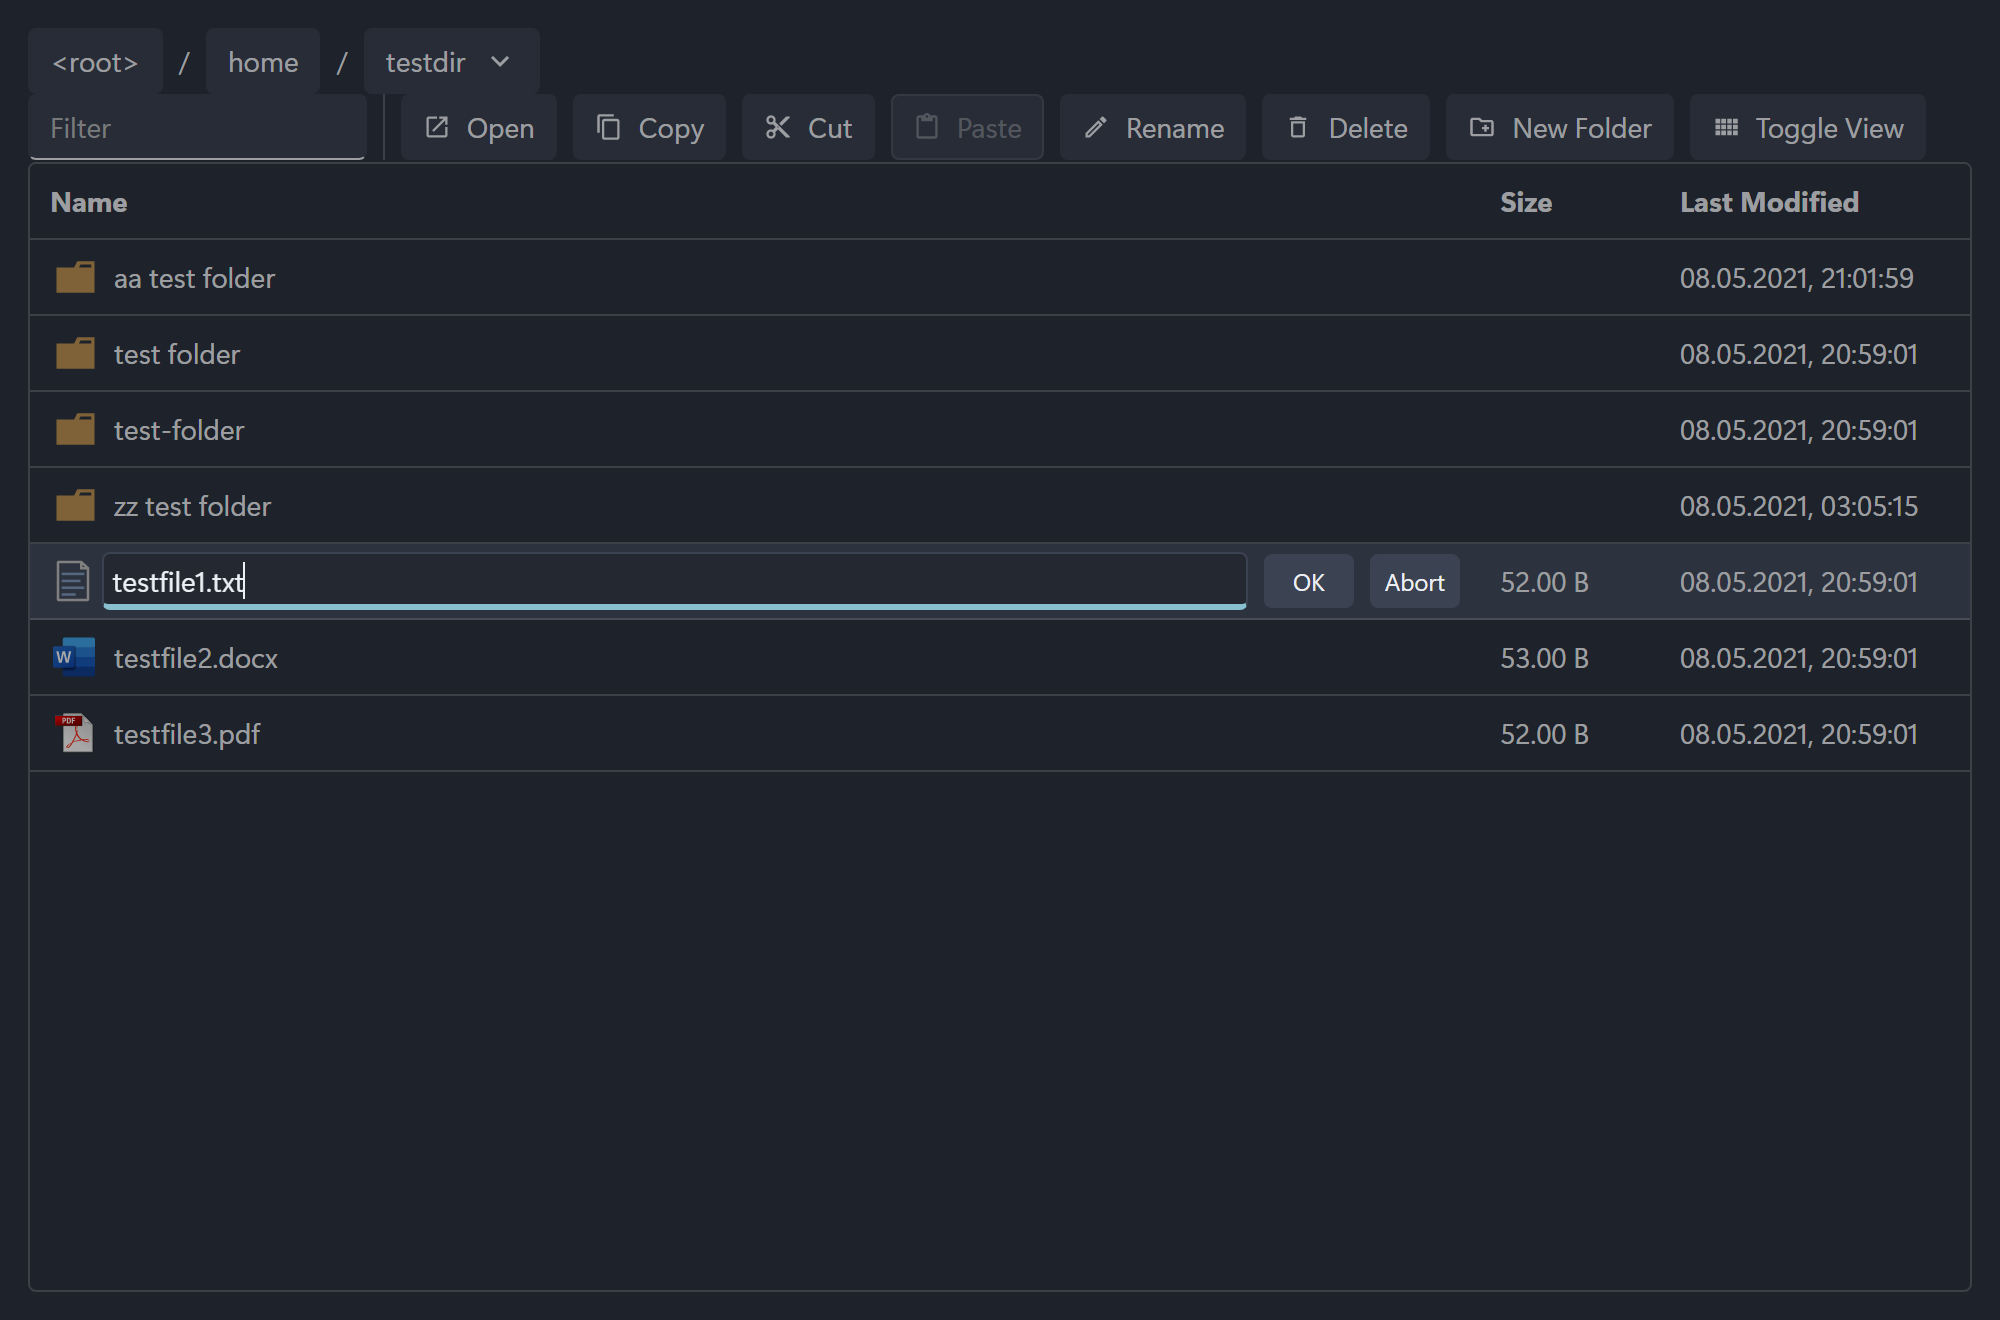 <root> / home / testdir
Filter Open Copy Cut Paste Rename Delete New Folder Toggle View
Name Size Last Modified
aa test folder 08.05.2021, 21:01:59
test folder 08.05.2021, 20:59:01
test-folder 08.05.2021, 20:59:01
zz test folder 08.05.2021, 03:05:15
testfile1.txt OK Abort 52.00 B 08.05.2021, 20:59:01
W testfile2.docx 53.00 B 08.05.2021, 20:59:01
PDF testfile3.pdf 52.00 B 08.05.2021, 20:59:01